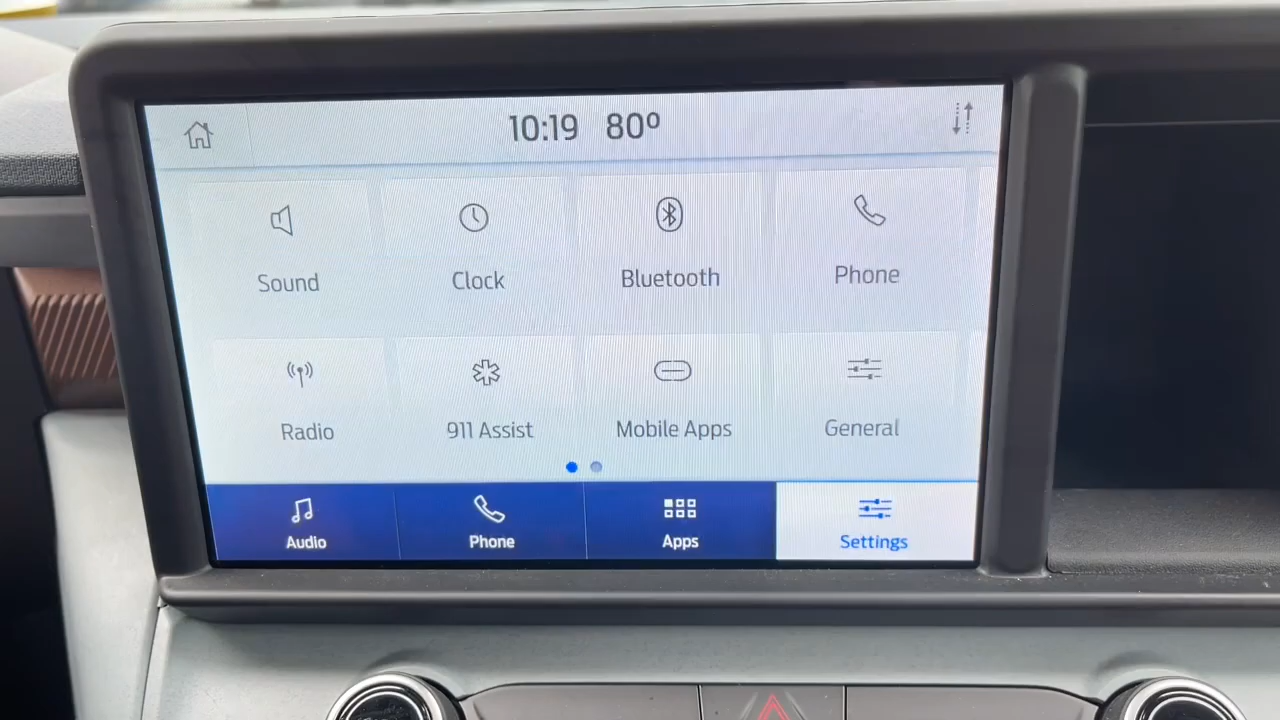 10:19 80º
Sound Clock Bluetooth Phone
Radio 911 Assist Mobile Apps General
Audio Phone Apps Settings